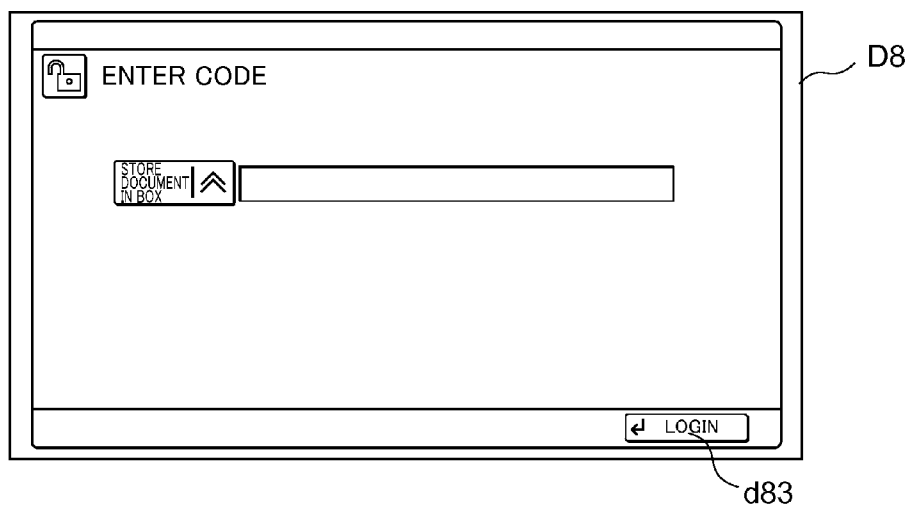 D8
ENTER CODE
STORE
DOCUMENT
IN BOX
LOGIN
d83